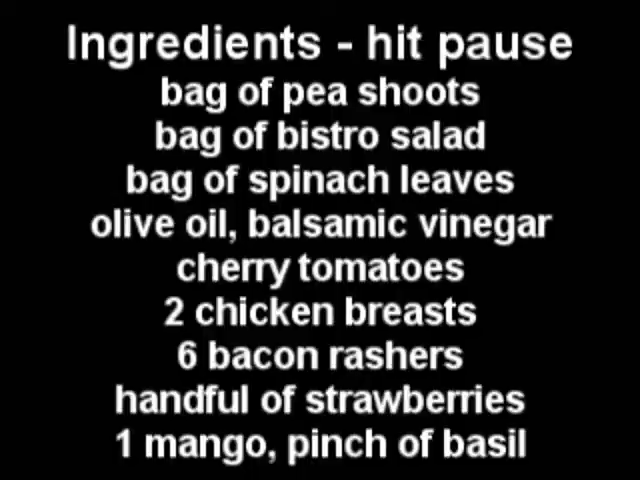 Ingredients - hit pause
bag of pea shoots
bag of bistro salad
bag of spinach leaves
olive oil, balsamic vinegar
cherry tomatoes
2 chicken breasts
6 bacon rashers
handful of strawberries
1 mango, pinch of basil